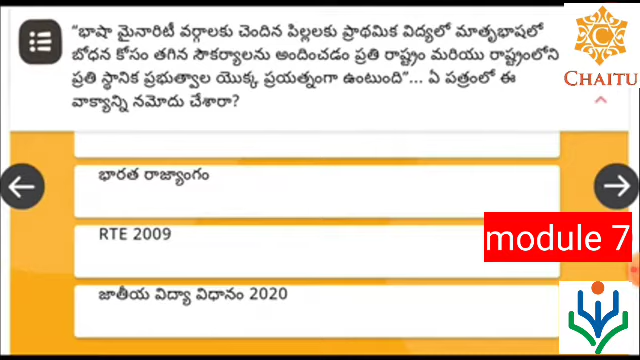 “భాషా మైనారిటీ వర్గాలకు చెందిన పిల్లలకు ప్రాథమిక విద్యలో మాతృభాషలో
బోధన కోసం తగిన సౌకర్యాలను అందించడం ప్రతి రాష్ట్రం మరియు రాష్ట్రంలోని
ప్రతి స్థానిక ప్రభుత్వాల యొక్క ప్రయత్నంగా ఉంటుంది”... ఏ పత్రంలో ఈ
వాక్యాన్ని నమోదు చేశారా?
CHAITU
భారత రాజ్యాంగం
RTE 2009
module 7
జాతీయ విద్యా విధానం 2020